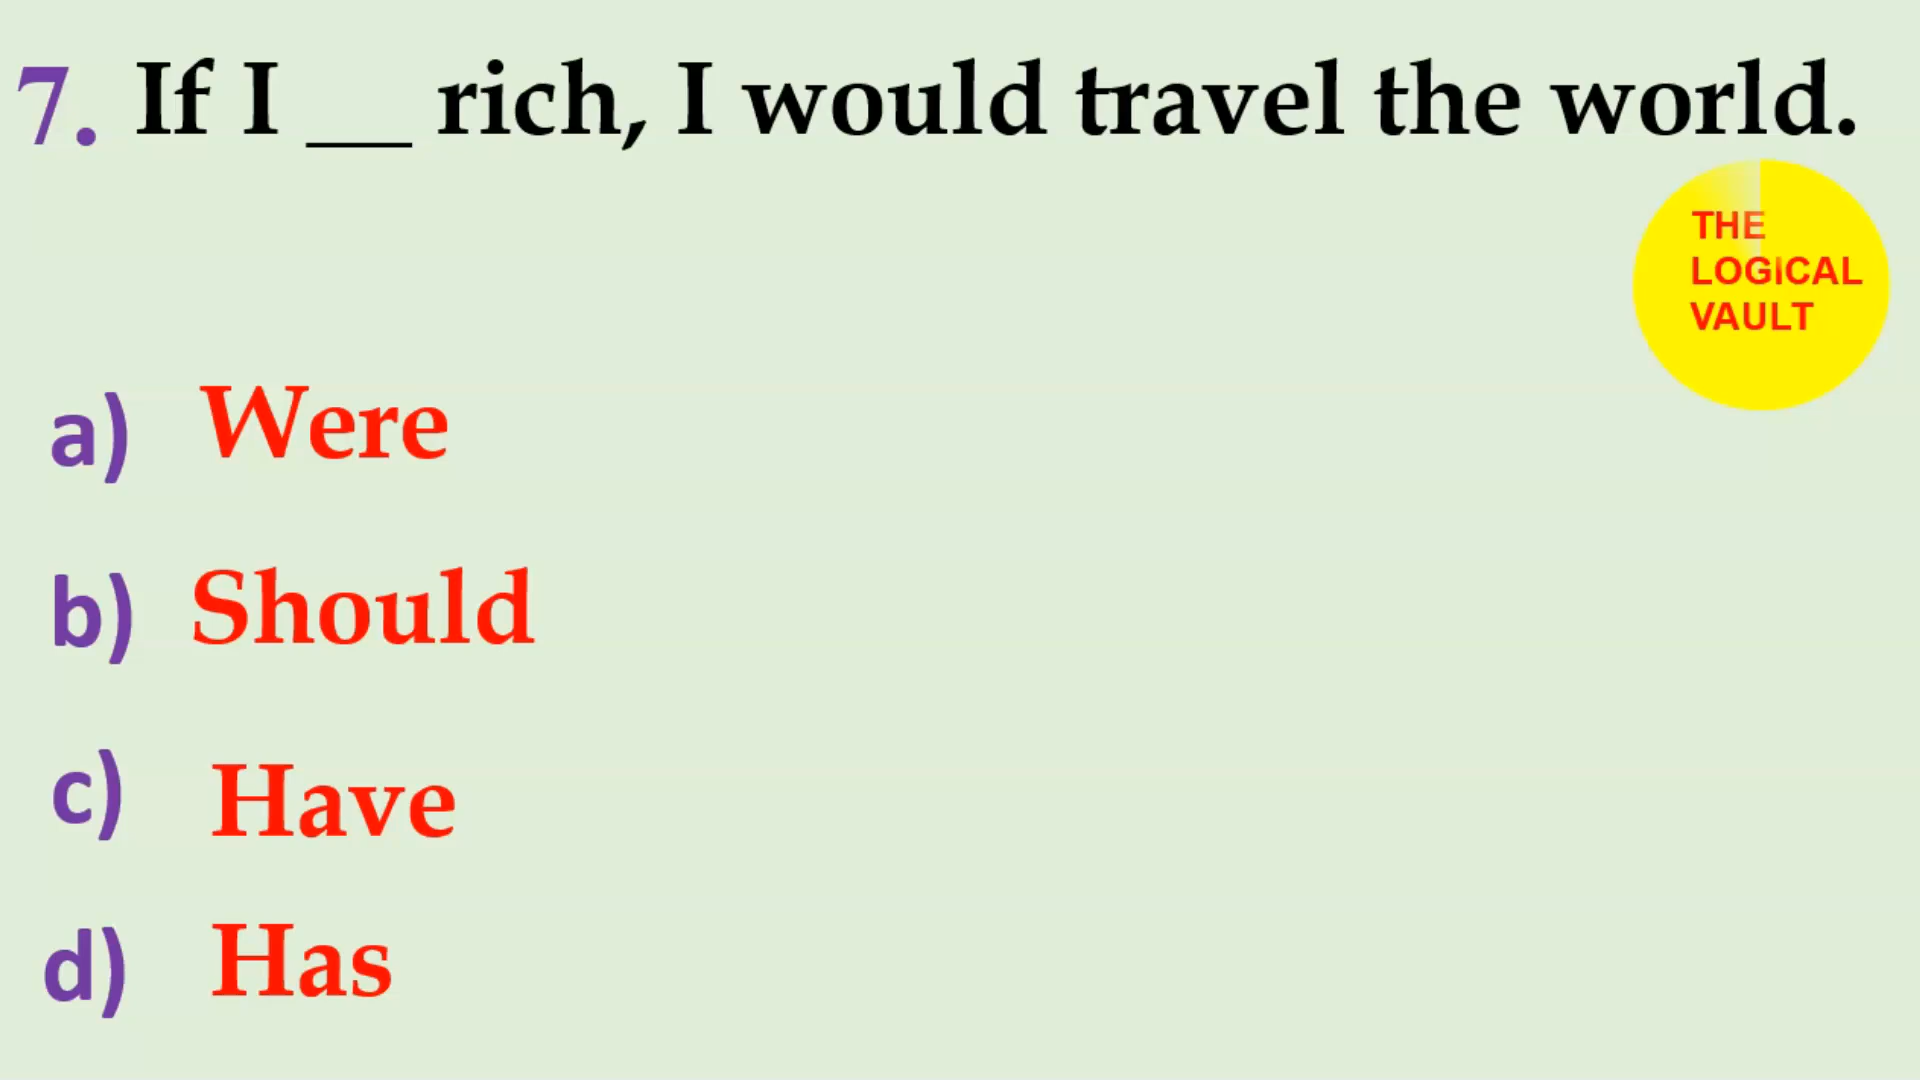 7. If I __ rich, I would travel the world.
THE
LOGICAL
VAULT
a) Were
b) Should
c) Have
d) Has